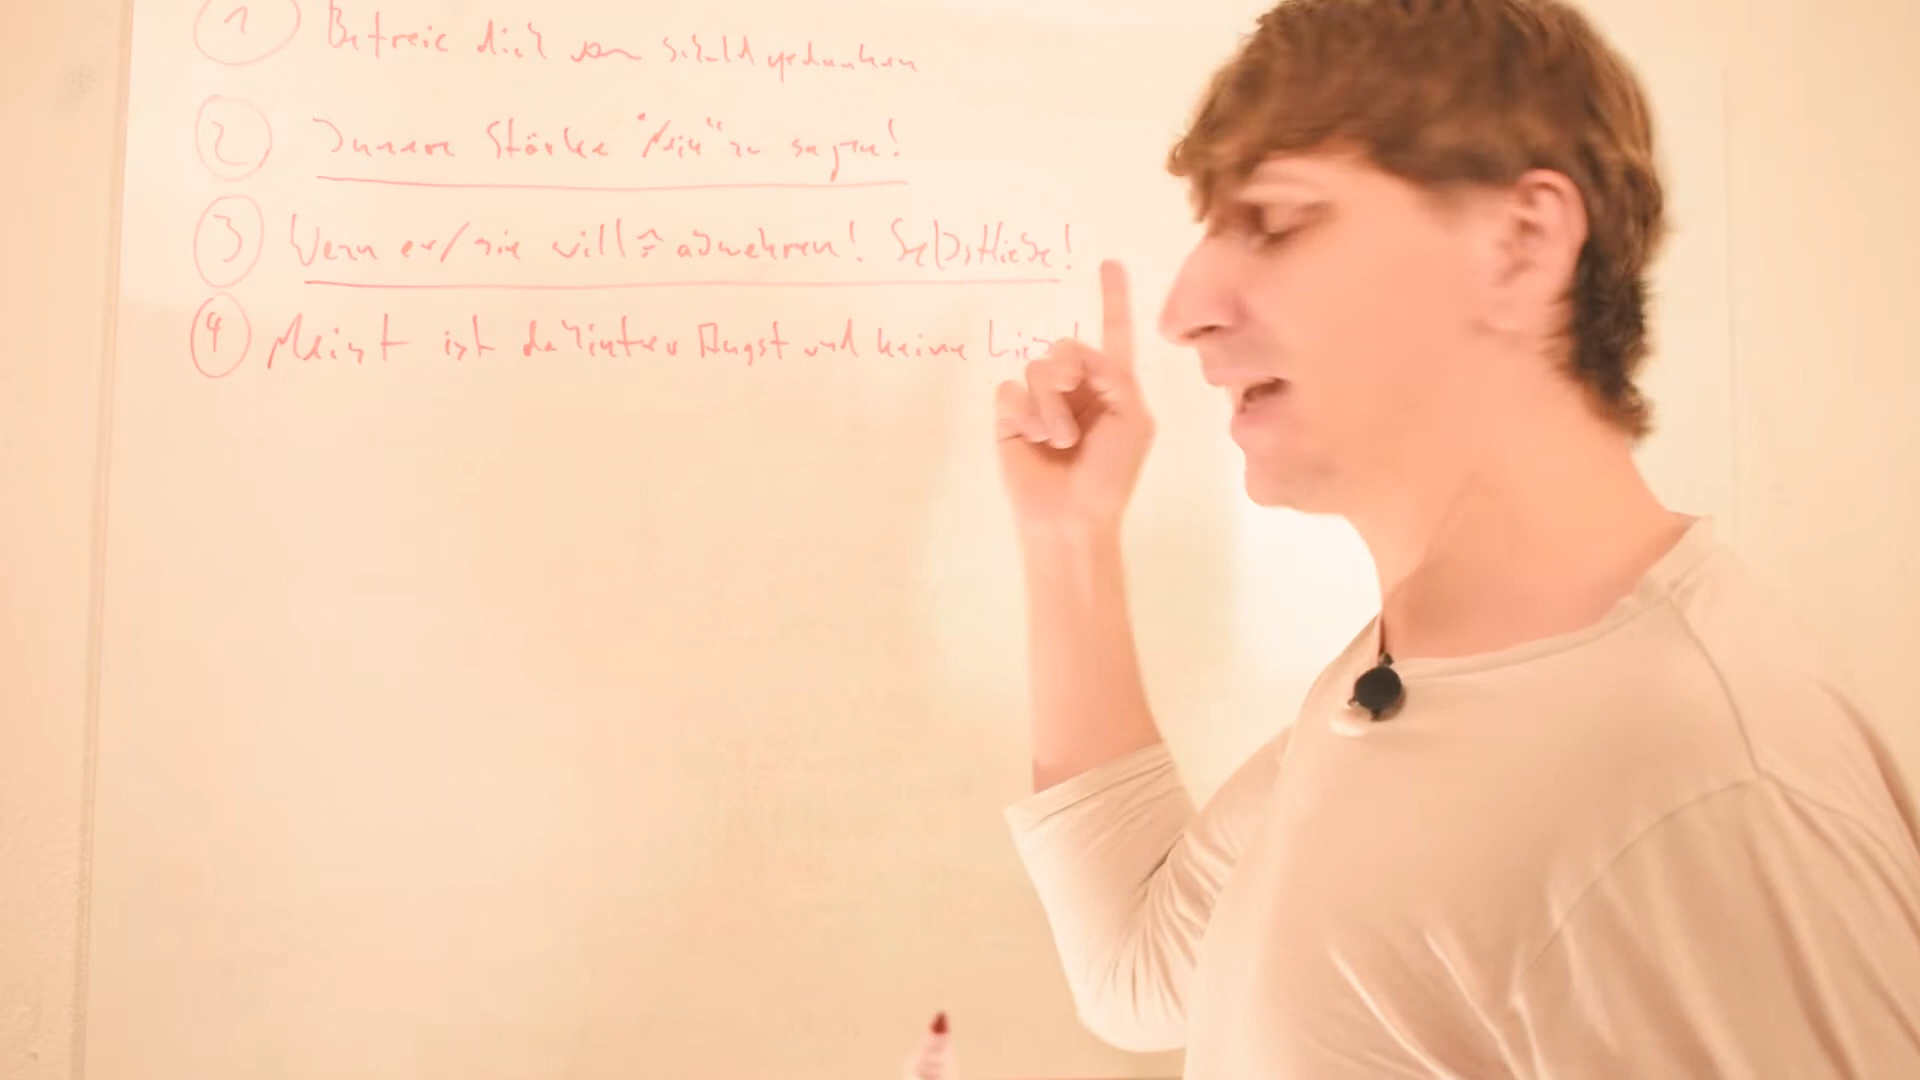 1 Befreie dich von Schuldgedanken
2 Innere Stärke "Nein" zu sagen!
3 Wenn er/sie will abwehren! Selbstliebe!
4 Meist ist dahinter Angst und keine